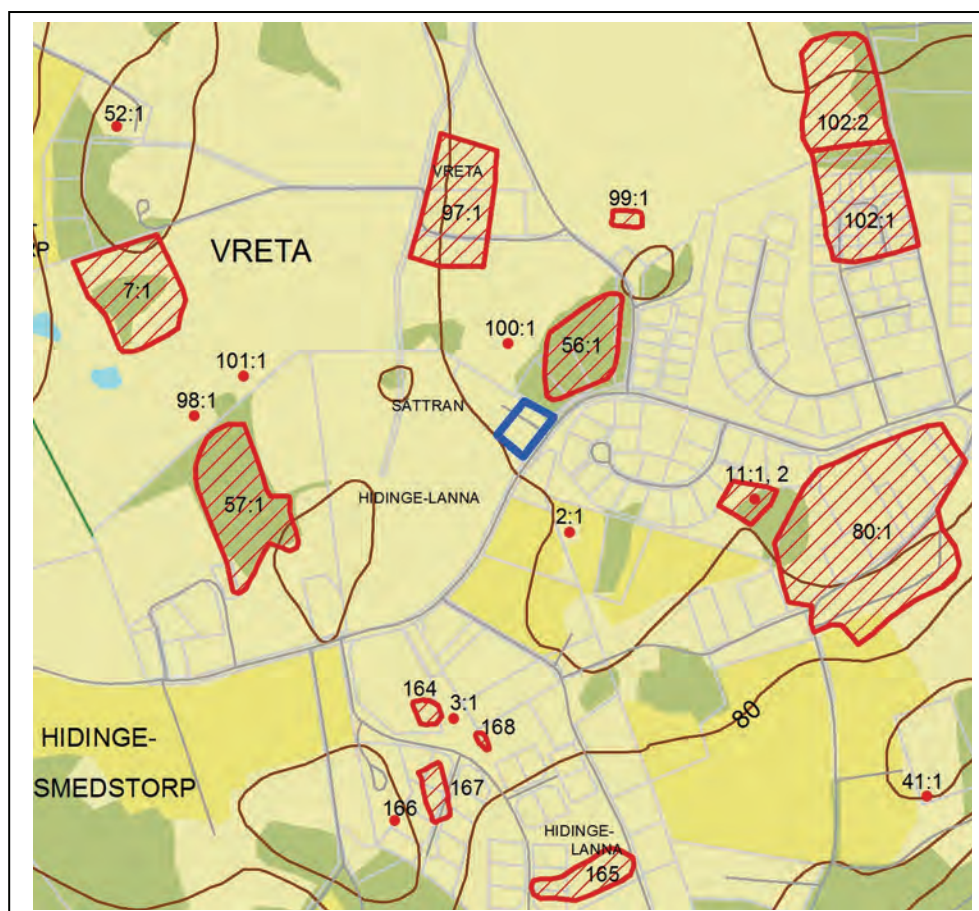 52:1
102:2
VRETA
97:1
99:1
102:1
RP
VRETA
7:1
100:1
56:1
101:1
98:1
SÄTTRAN
57:1
HIDINGE-LANNA
11:1, 2
2:1
80:1
164
3:1
168
80
HIDINGE-
SMEDSTORP
167
166
41:1
HIDINGE-
LANNA
165